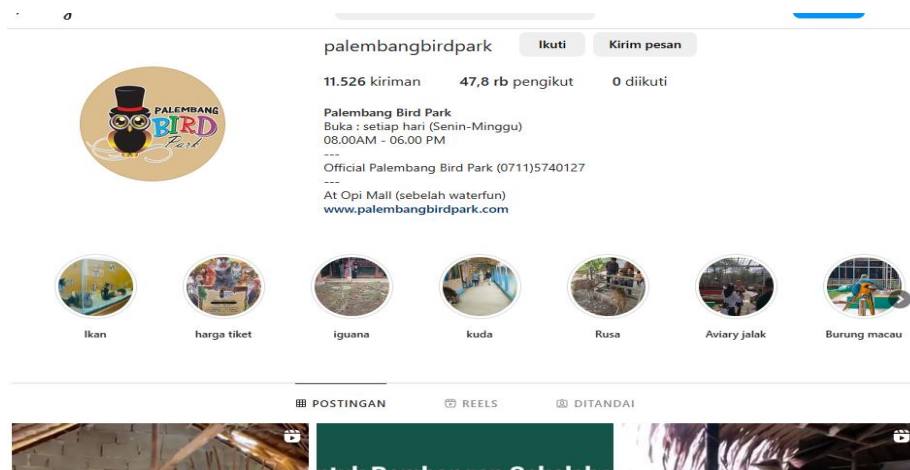 palembangbirdpark Ikuti Kirim pesan
11.526 kiriman 47,8 rb pengikut 0 diikuti
PALEMBANG
BIRD
Park
Palembang Bird Park
Buka : setiap hari (Senin-Minggu)
08.00AM - 06.00 PM
---
Official Palembang Bird Park (0711)5740127
---
At Opi Mall (sebelah waterfun)
www.palembangbirdpark.com
Ikan harga tiket iguana kuda Rusa Aviary jalak Burung macau
POSTINGAN REELS DITANDAI